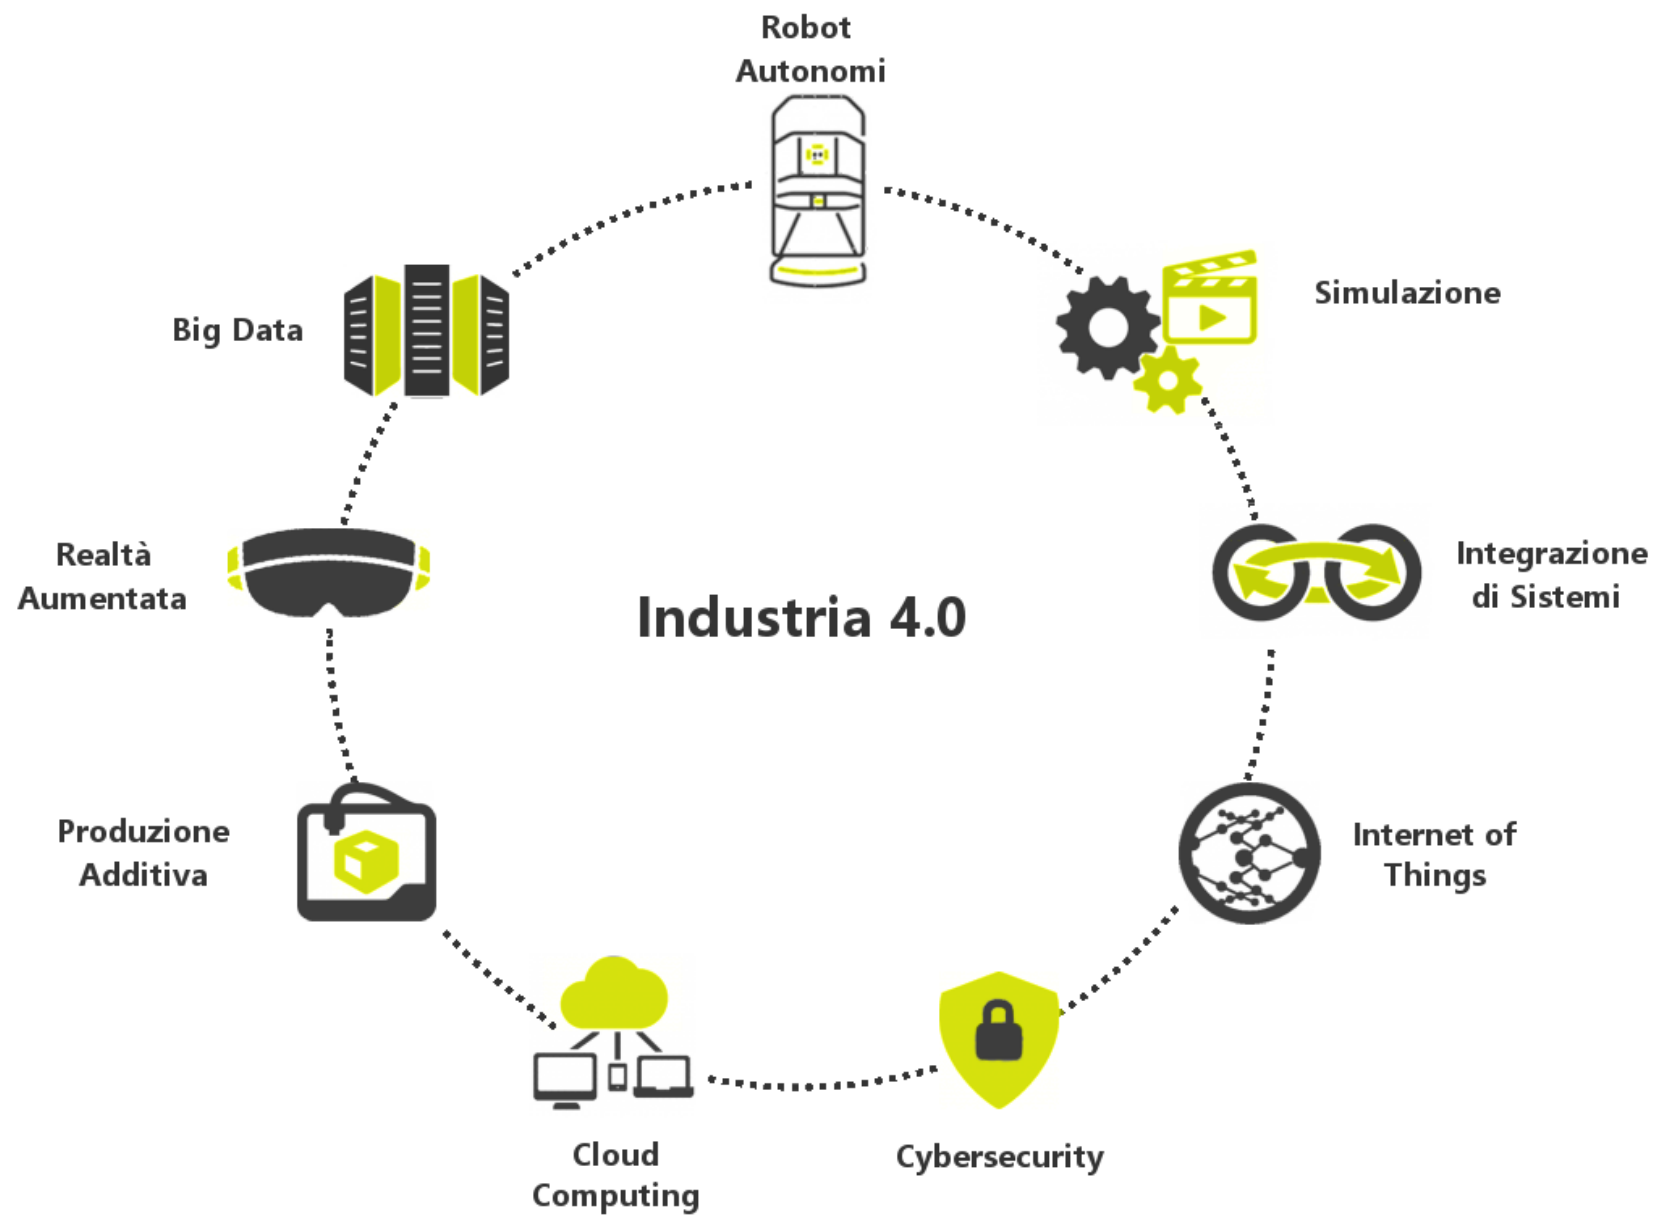 Robot
Autonomi
Simulazione
Big Data
Integrazione
di Sistemi
Realtà
Aumentata
Industria 4.0
Produzione
Additiva
Internet of
Things
Cloud
Computing
Cybersecurity